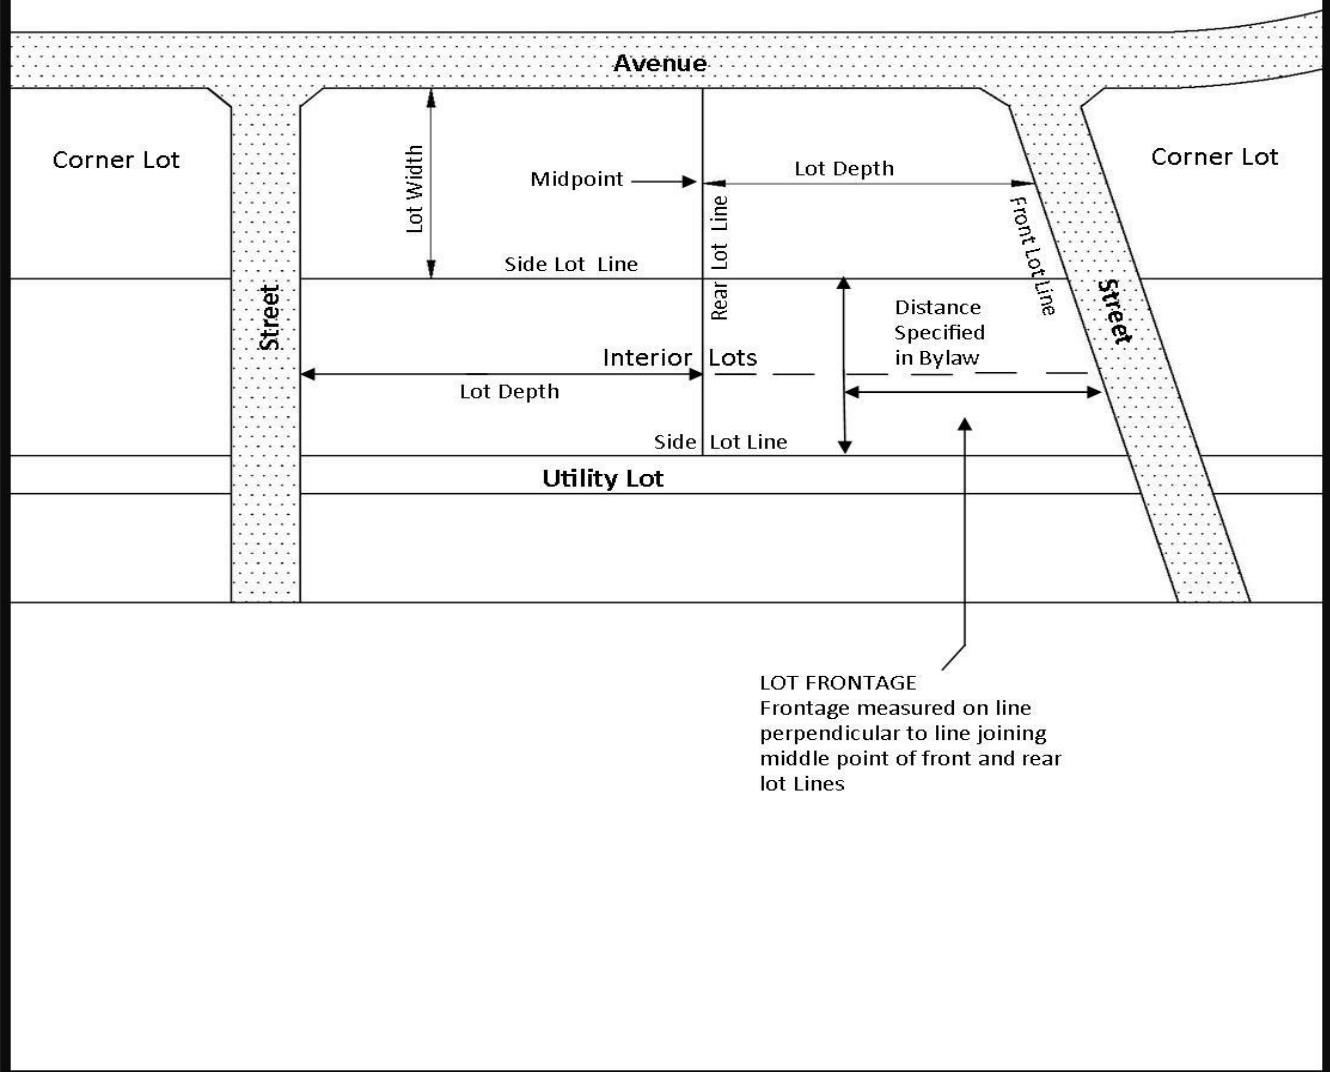 Avenue
Corner Lot
Corner Lot
Lot Width
Midpoint
Lot Depth
Rear Lot Line
Front Lot Line
Side Lot Line
Street
Street
Distance
Specified
in Bylaw
Interior Lots
Lot Depth
Side Lot Line
Utility Lot
LOT FRONTAGE
Frontage measured on line
perpendicular to line joining
middle point of front and rear
lot Lines